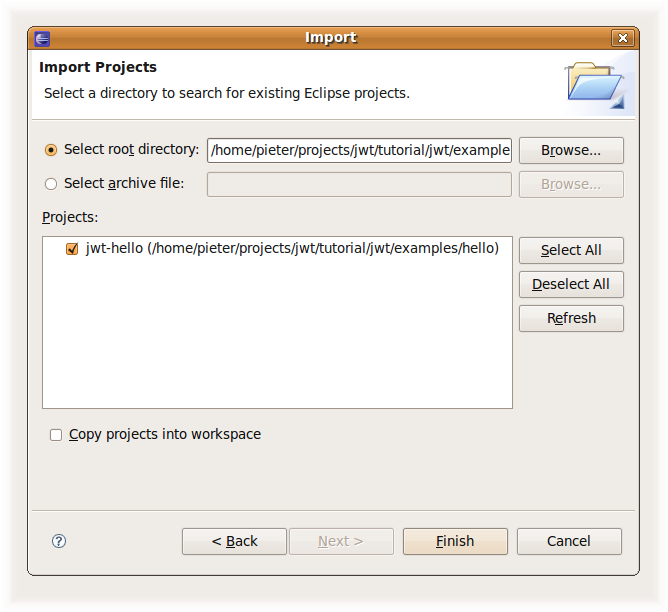 Import
Import Projects
Select a directory to search for existing Eclipse projects.
Select root directory: /home/pieter/projects/jwt/tutorial/jwt/example Browse...
Select archive file: Browse...
Projects:
jwt-hello (/home/pieter/projects/jwt/tutorial/jwt/examples/hello) Select All
Deselect All
Refresh
Copy projects into workspace
? < Back Next > Finish Cancel